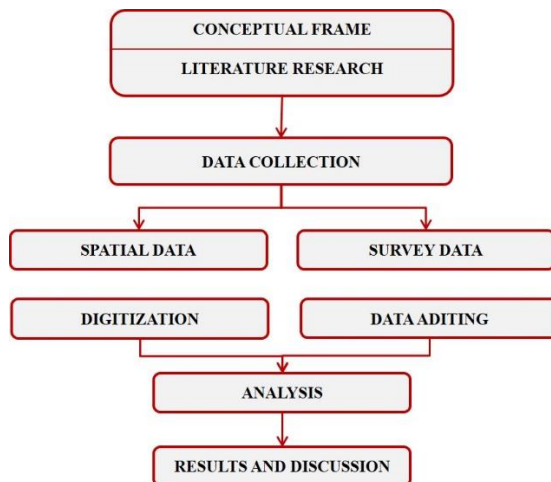 CONCEPTUAL FRAME
LITERATURE RESEARCH
DATA COLLECTION
SPATIAL DATA
SURVEY DATA
DIGITIZATION
DATA ADITING
ANALYSIS
RESULTS AND DISCUSSION